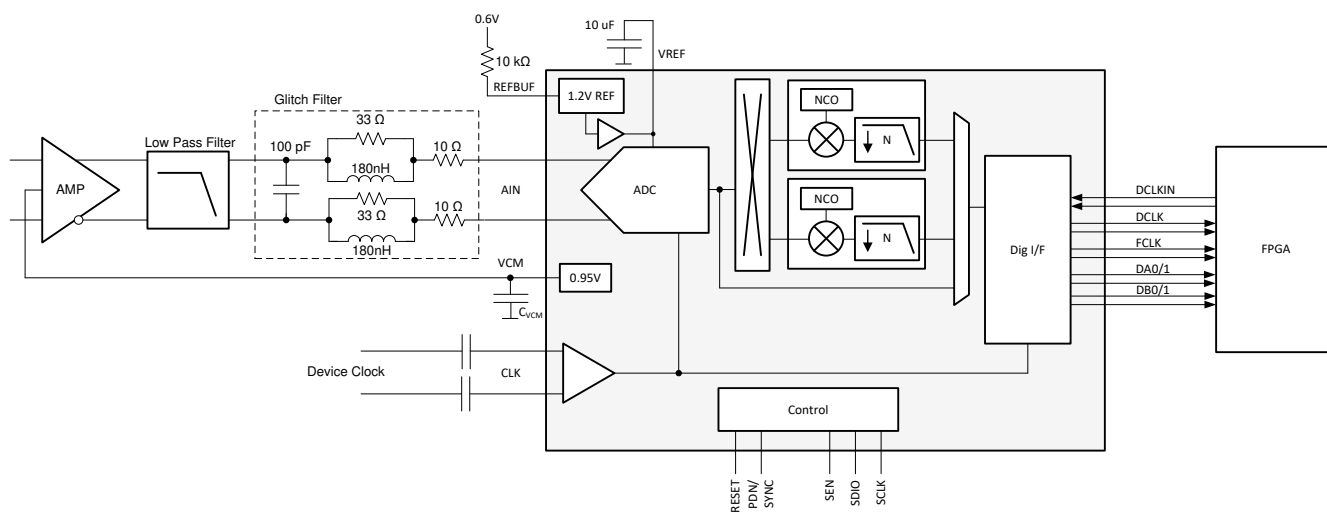 0.6V
10 uF
VREF
10 kΩ
REFBUF
Glitch Filter
1.2V REF
NCO
33 Ω
Low Pass Filter
100 pF
10 Ω
N
180nH
AMP
AIN
ADC
NCO
33 Ω
10 Ω
N
180nH
Dig I/F
DCLKIN
DCLK
FCLK
DA0/1
DB0/1
FPGA
VCM
0.95V
CVCM
Device Clock
CLK
Control
RESET
PDN/
SYNC
SEN
SDIO
SCLK